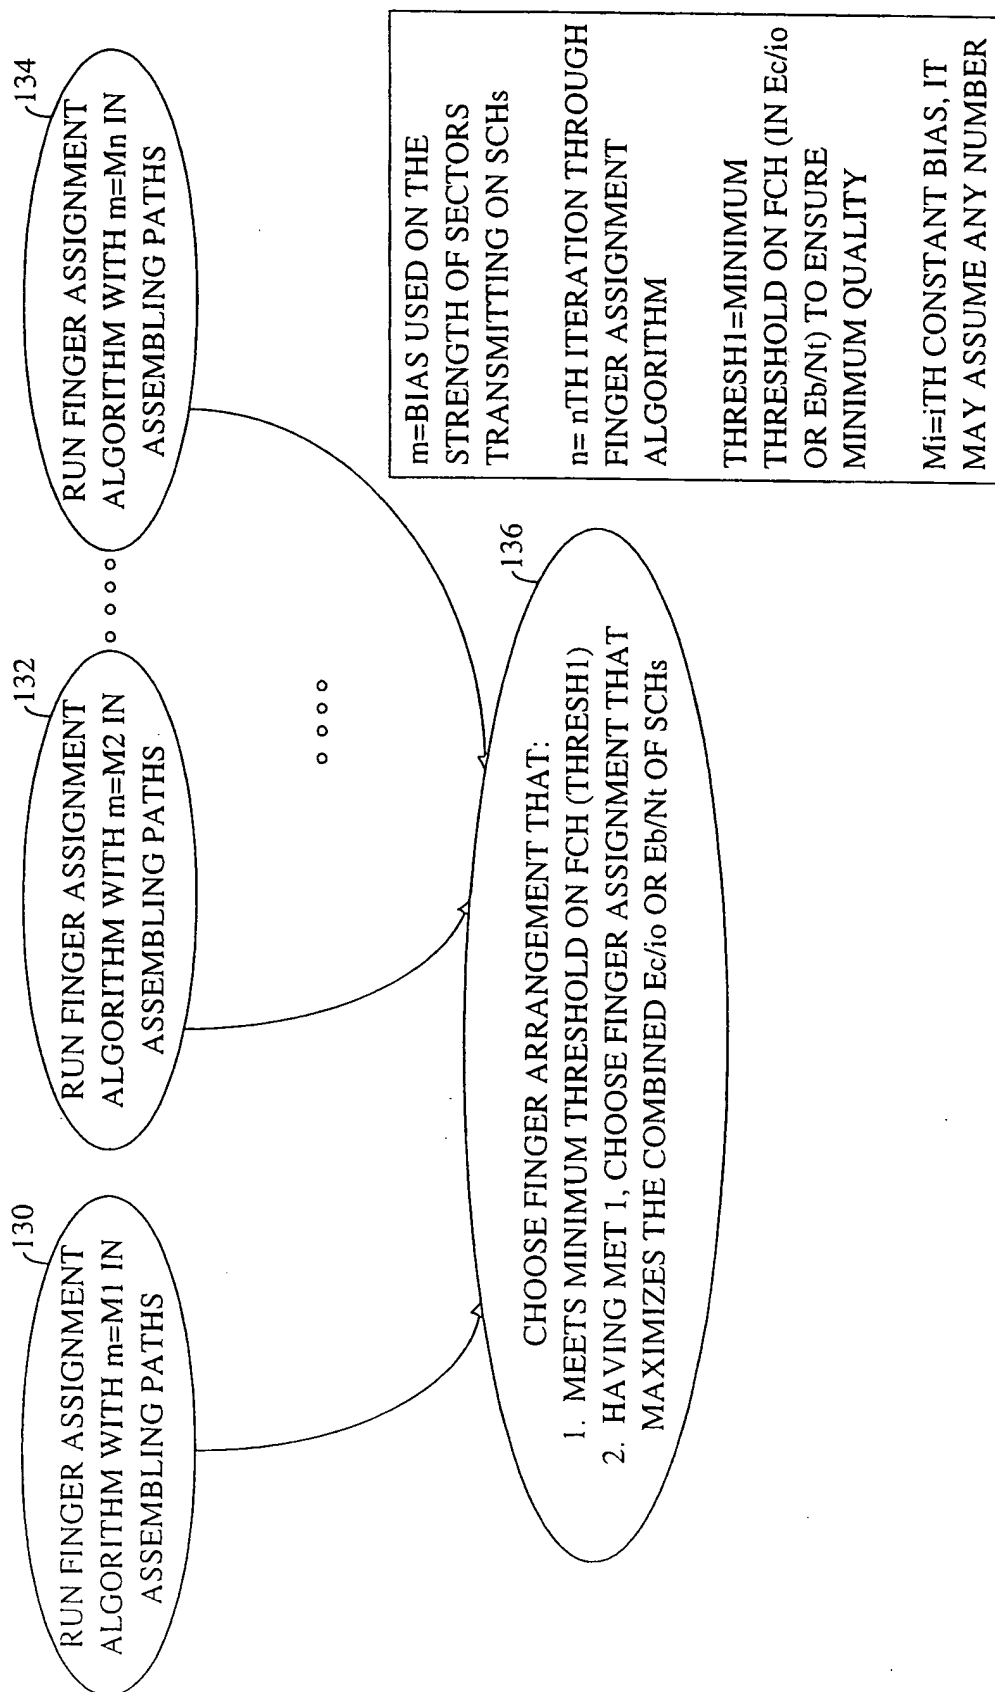 130
RUN FINGER ASSIGNMENT
ALGORITHM WITH m=M1 IN
ASSEMBLING PATHS
132
RUN FINGER ASSIGNMENT
ALGORITHM WITH m=M2 IN
ASSEMBLING PATHS
134
RUN FINGER ASSIGNMENT
ALGORITHM WITH m=Mn IN
ASSEMBLING PATHS
136
CHOOSE FINGER ARRANGEMENT THAT:
1. MEETS MINIMUM THRESHOLD ON FCH (THRESH1)
2. HAVING MET 1, CHOOSE FINGER ASSIGNMENT THAT
MAXIMIZES THE COMBINED Ec/io OR Eb/Nt OF SCHs
m=BIAS USED ON THE
STRENGTH OF SECTORS
TRANSMITTING ON SCHs
n= nTH ITERATION THROUGH
FINGER ASSIGNMENT
ALGORITHM
THRESH1=MINIMUM
THRESHOLD ON FCH (IN Ec/io
OR Eb/Nt) TO ENSURE
MINIMUM QUALITY
Mi=iTH CONSTANT BIAS, IT
MAY ASSUME ANY NUMBER